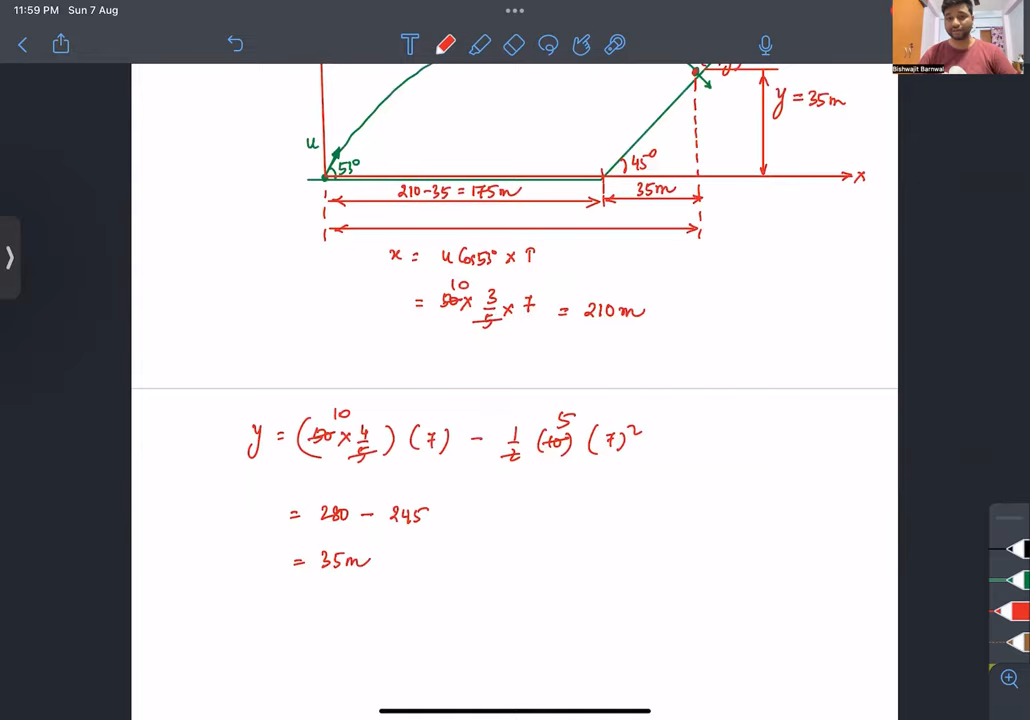 11:59 PM Sun 7 Aug
Bishwajit Barnwal
y = 35m
u
53°
45°
x
210-35 = 175m
35m
x = u Cos53° × T
10
= 50 × 3/5 × 7 = 210m
10 5
y = (50 × 4/5) (7) - 1/2 (10) (7)²
= 280 - 245
= 35m
T